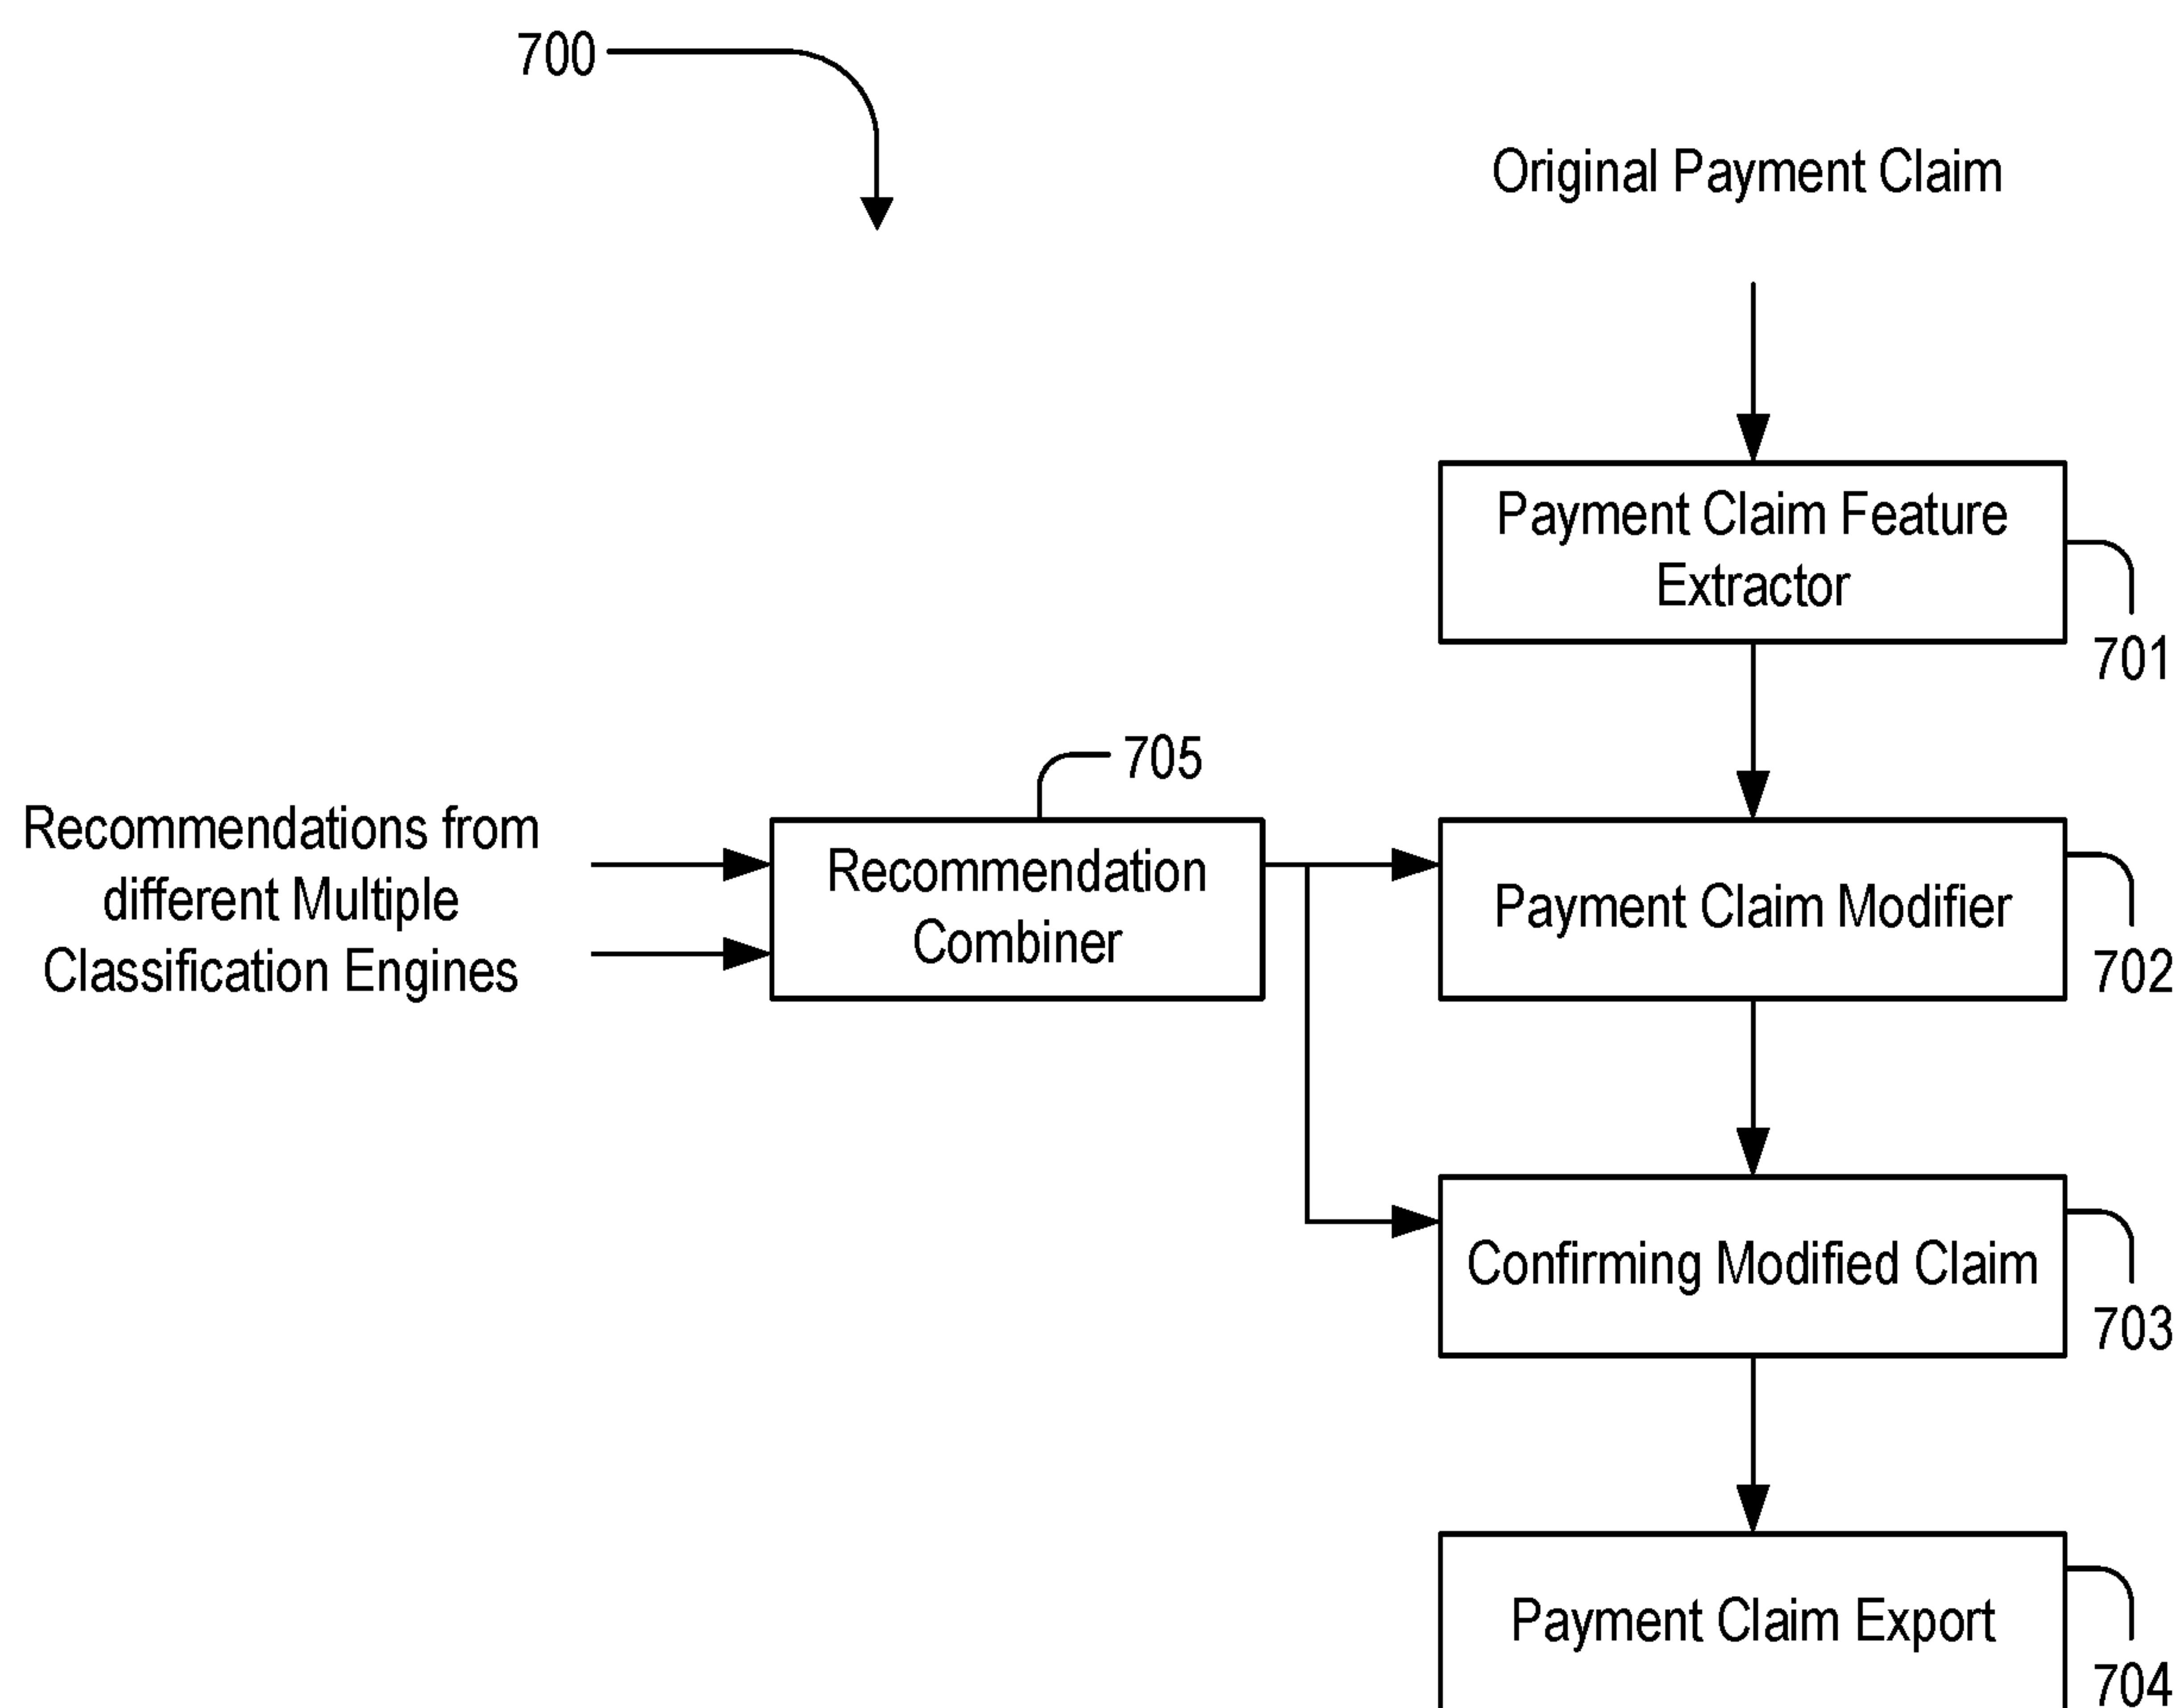 700
Original Payment Claim
Payment Claim Feature
Extractor
701
705
Recommendations from
different Multiple
Classification Engines
Recommendation
Combiner
Payment Claim Modifier
702
Confirming Modified Claim
703
Payment Claim Export
704